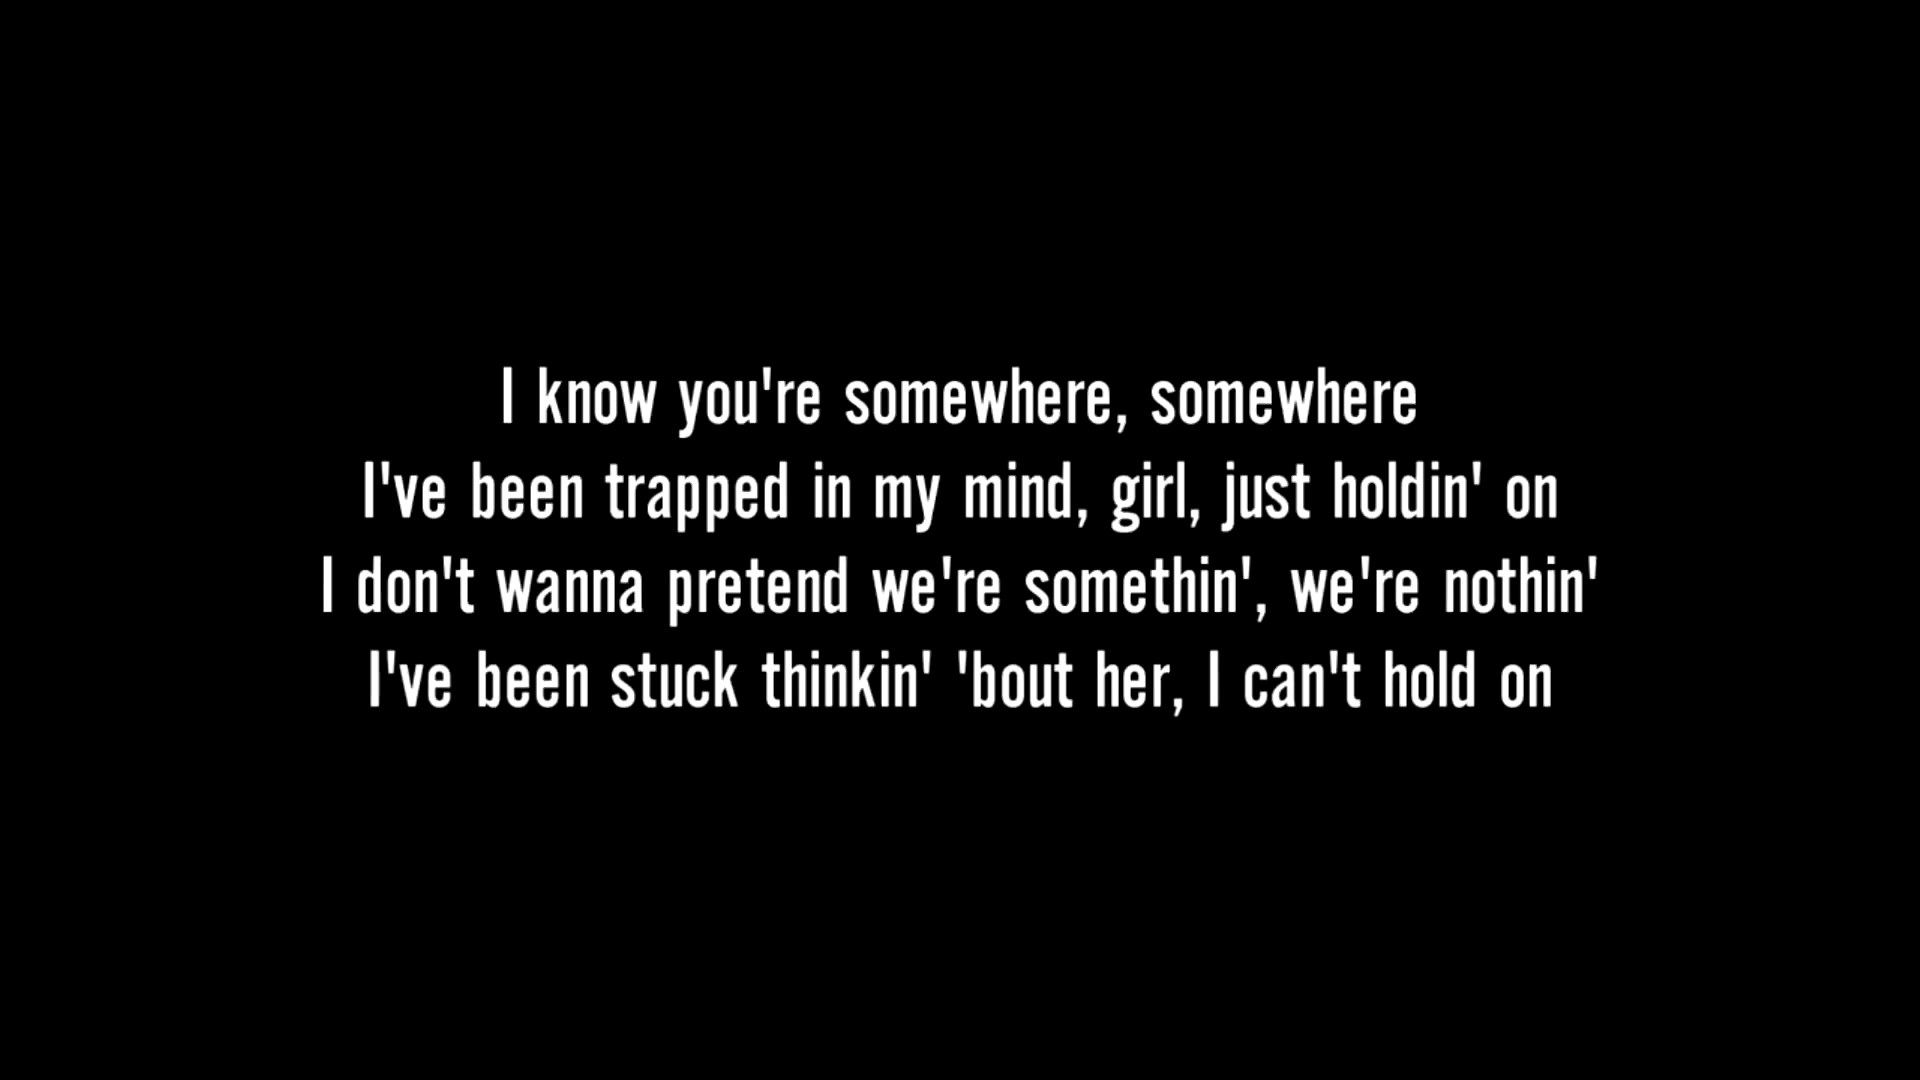 I know you're somewhere, somewhere
I've been trapped in my mind, girl, just holdin' on
I don't wanna pretend we're somethin', we're nothin'
I've been stuck thinkin' 'bout her, I can't hold on